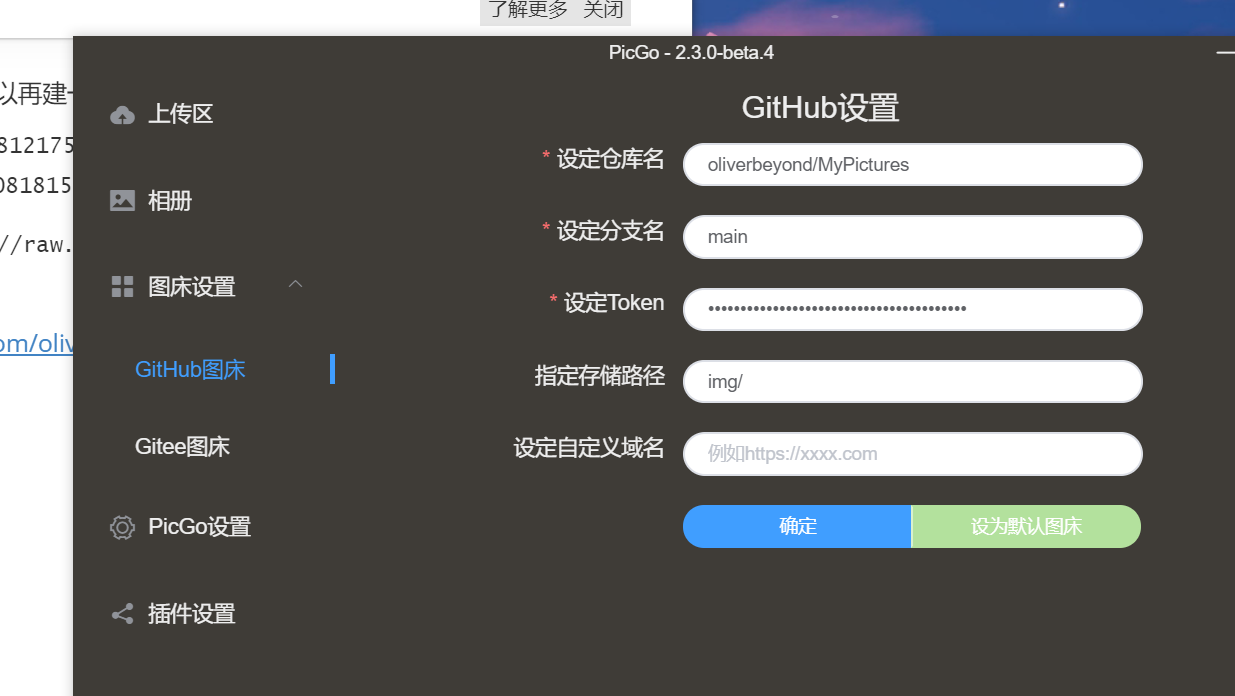 了解更多 关闭
PicGo - 2.3.0-beta.4
以再建一
812175
081815
//raw.
om/oliv
上传区
相册
图床设置
GitHub图床
Gitee图床
PicGo设置
插件设置
GitHub设置
* 设定仓库名 oliverbeyond/MyPictures
* 设定分支名 main
* 设定Token ••••••••••••••••••••••••••••••••••••••••
指定存储路径 img/
设定自定义域名 例如https://xxxx.com
确定 设为默认图床